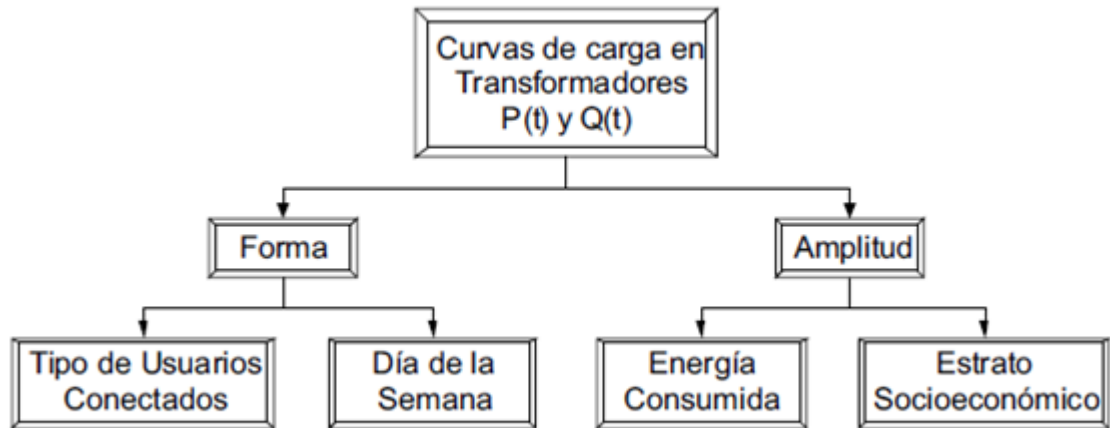 Curvas de carga en
Transformadores
P(t) y Q(t)
Forma
Amplitud
Tipo de Usuarios
Conectados
Día de la
Semana
Energía
Consumida
Estrato
Socioeconómico